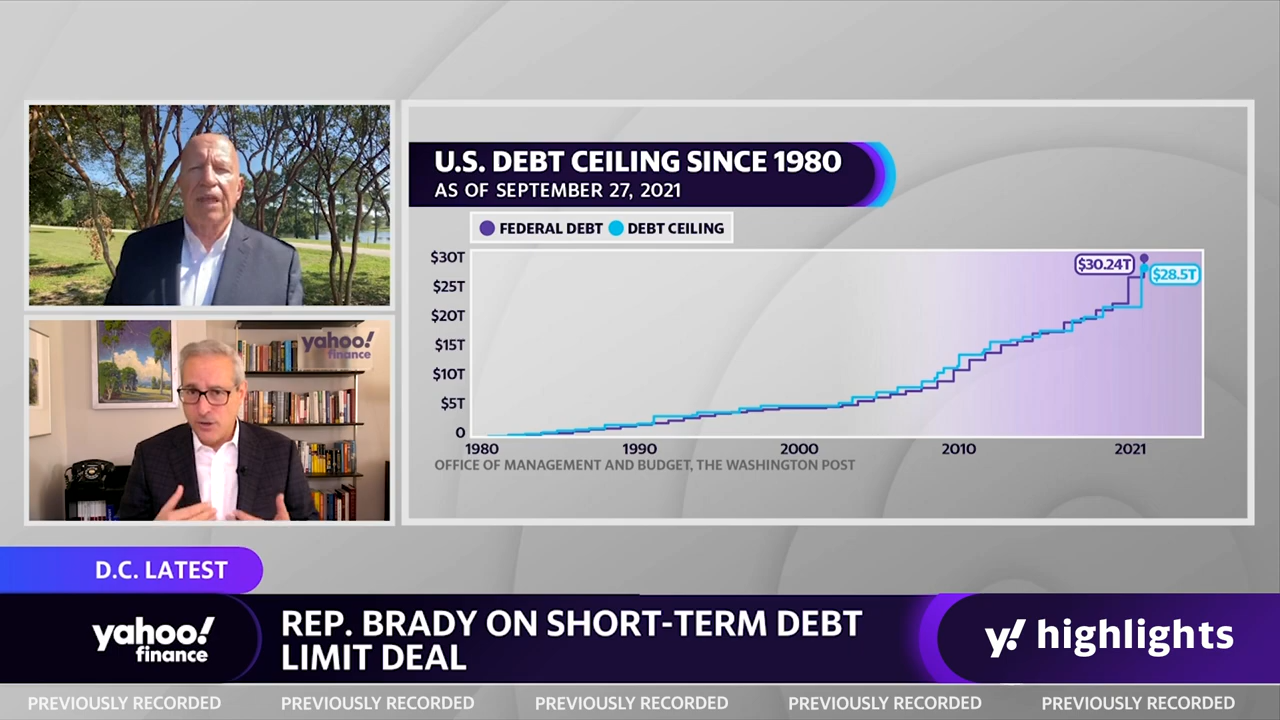 yahoo!
finance
U.S. DEBT CEILING SINCE 1980
AS OF SEPTEMBER 27, 2021
FEDERAL DEBT
DEBT CEILING
$30T
$25T
$20T
$15T
$10T
$5T
0
$30.24T
$28.5T
1980 1990 2000 2010 2021
OFFICE OF MANAGEMENT AND BUDGET, THE WASHINGTON POST
D.C. LATEST
yahoo!
finance
REP. BRADY ON SHORT-TERM DEBT
LIMIT DEAL
y! highlights
PREVIOUSLY RECORDED PREVIOUSLY RECORDED PREVIOUSLY RECORDED PREVIOUSLY RECORDED PREVIOUSLY RECORDED